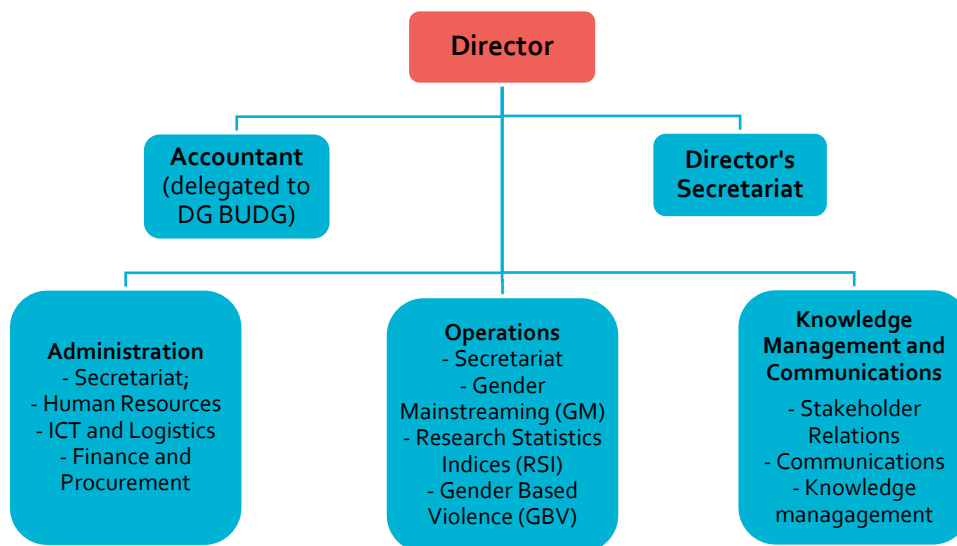 Director
Accountant
(delegated to
DG BUDG)
Director's
Secretariat
Administration
- Secretariat;
- Human Resources
- ICT and Logistics
- Finance and
Procurement
Operations
- Secretariat
- Gender
Mainstreaming (GM)
- Research Statistics
Indices (RSI)
- Gender Based
Violence (GBV)
Knowledge
Management and
Communications
- Stakeholder
Relations
- Communications
- Knowledge
managagement